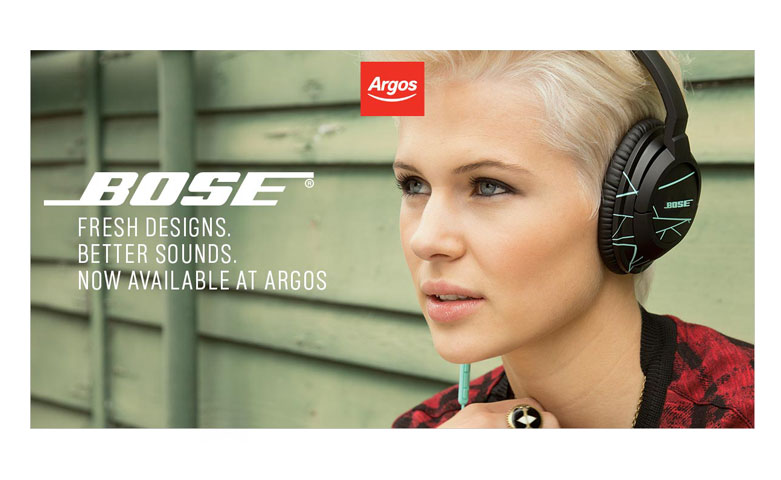 Argos
BOSE®
FRESH DESIGNS.
BETTER SOUNDS.
NOW AVAILABLE AT ARGOS
BOSE